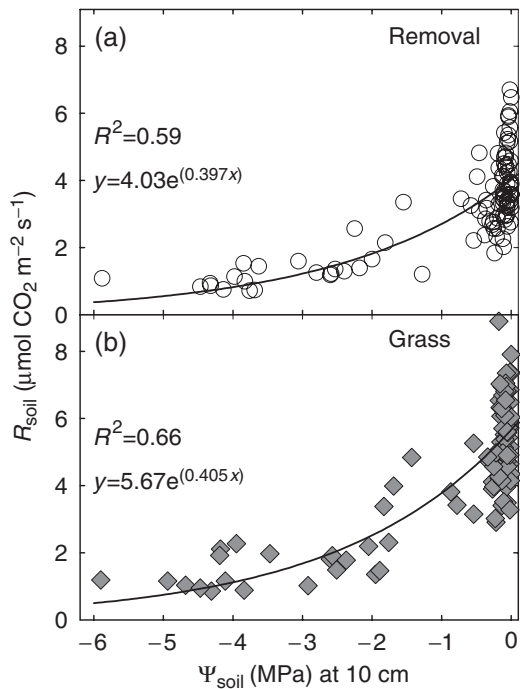 (a) Removal
8
6
R²=0.59
4
y=4.03e^(0.397x)
2
0
R_soil (μmol CO₂ m⁻² s⁻¹)
(b) Grass
8
6
R²=0.66
4
y=5.67e^(0.405x)
2
0
−6 −5 −4 −3 −2 −1 0
Ψ_soil (MPa) at 10 cm